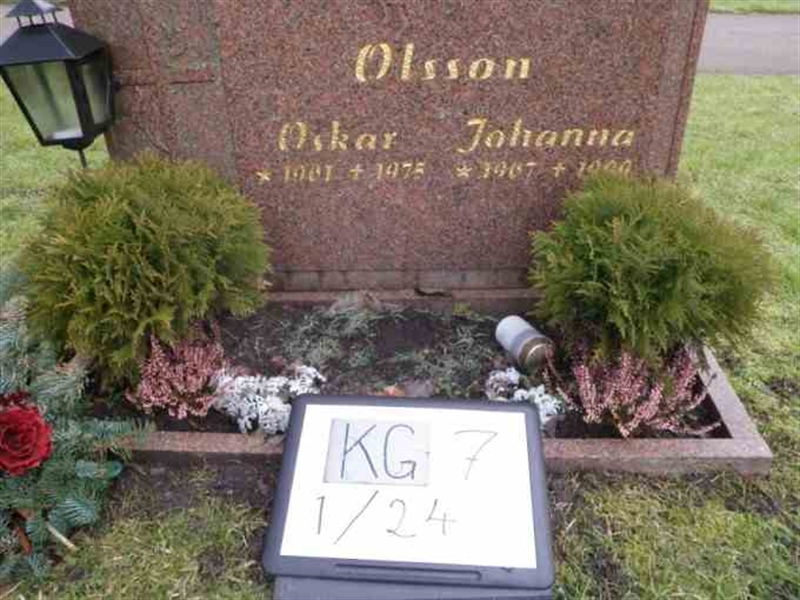 Olsson
Oskar Johanna
* 1901 + 1975 * 1907 +
KG 7
1/24